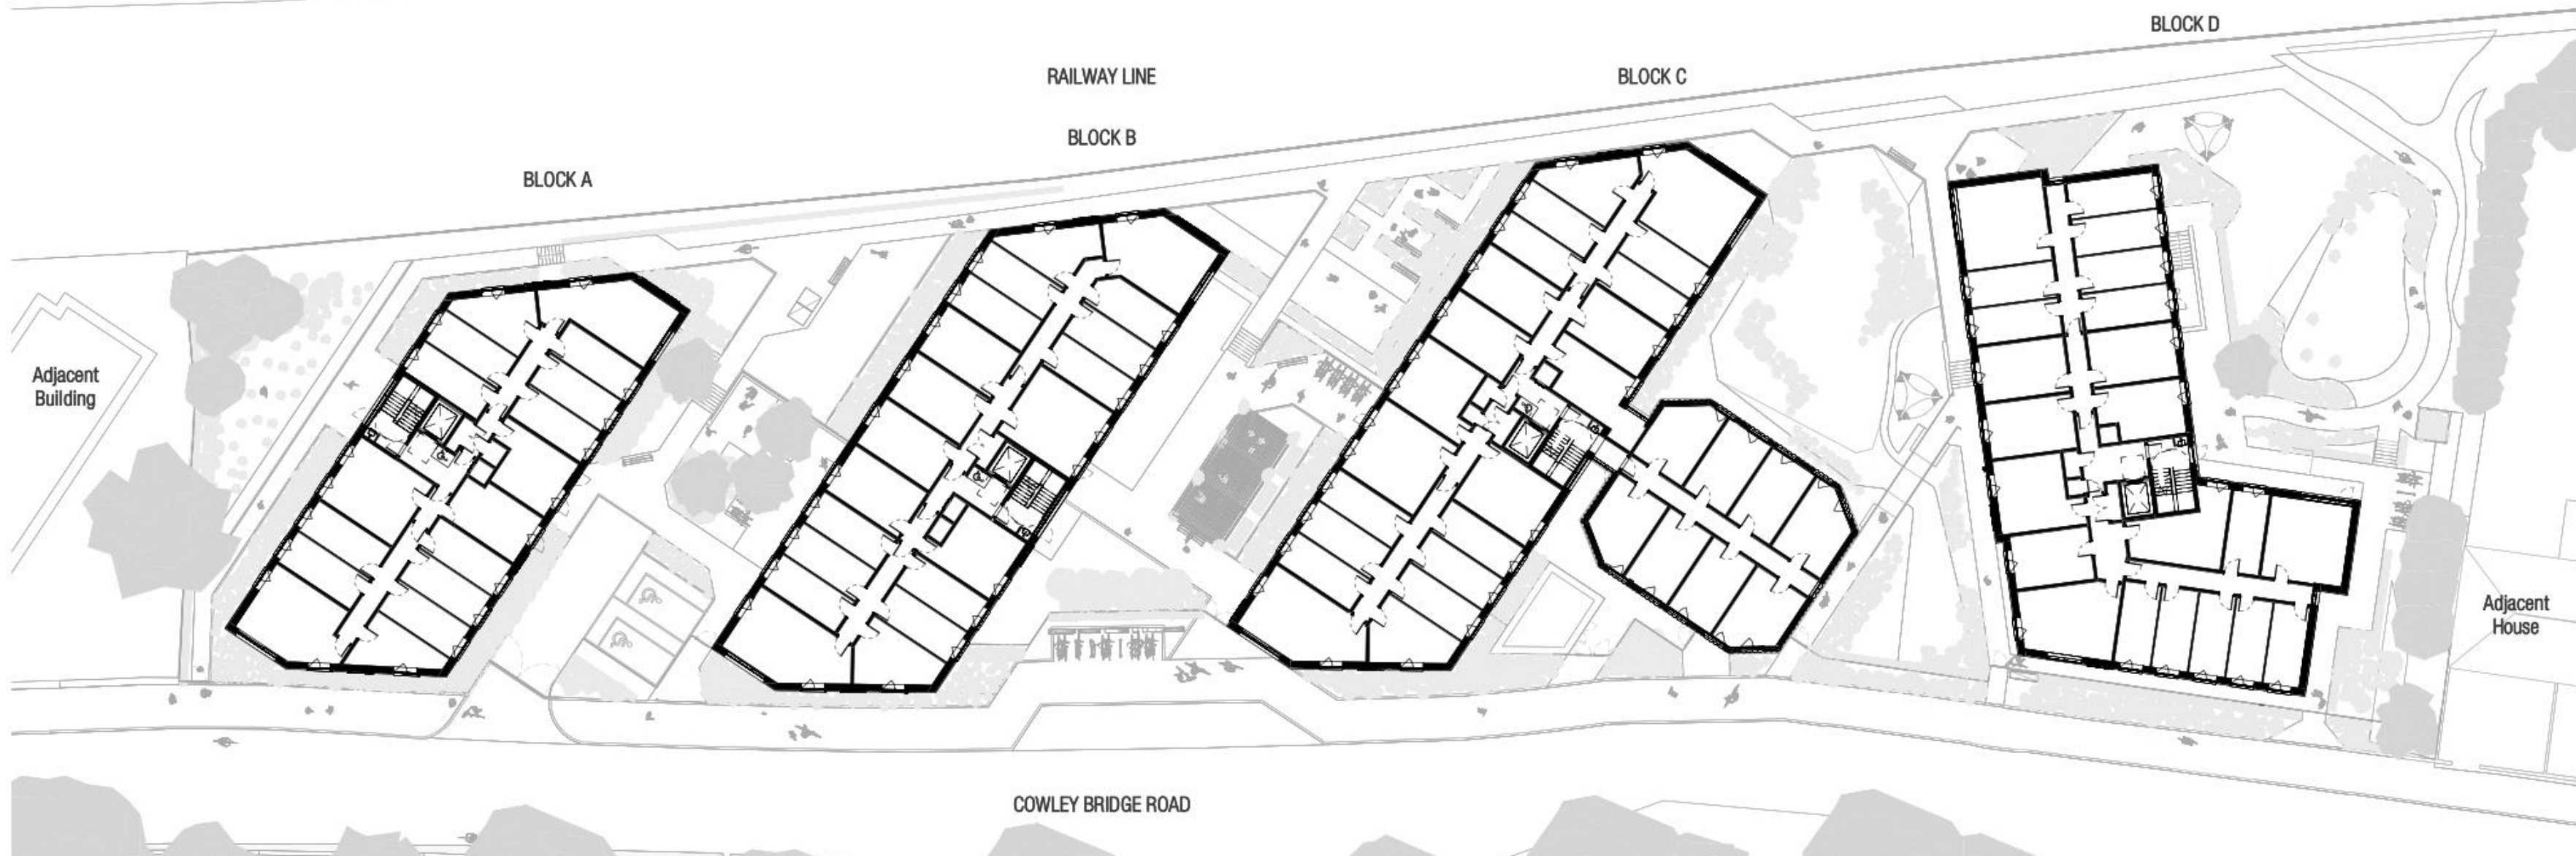 BLOCK D
RAILWAY LINE
BLOCK C
BLOCK B
BLOCK A
Adjacent
Building
Adjacent
House
COWLEY BRIDGE ROAD